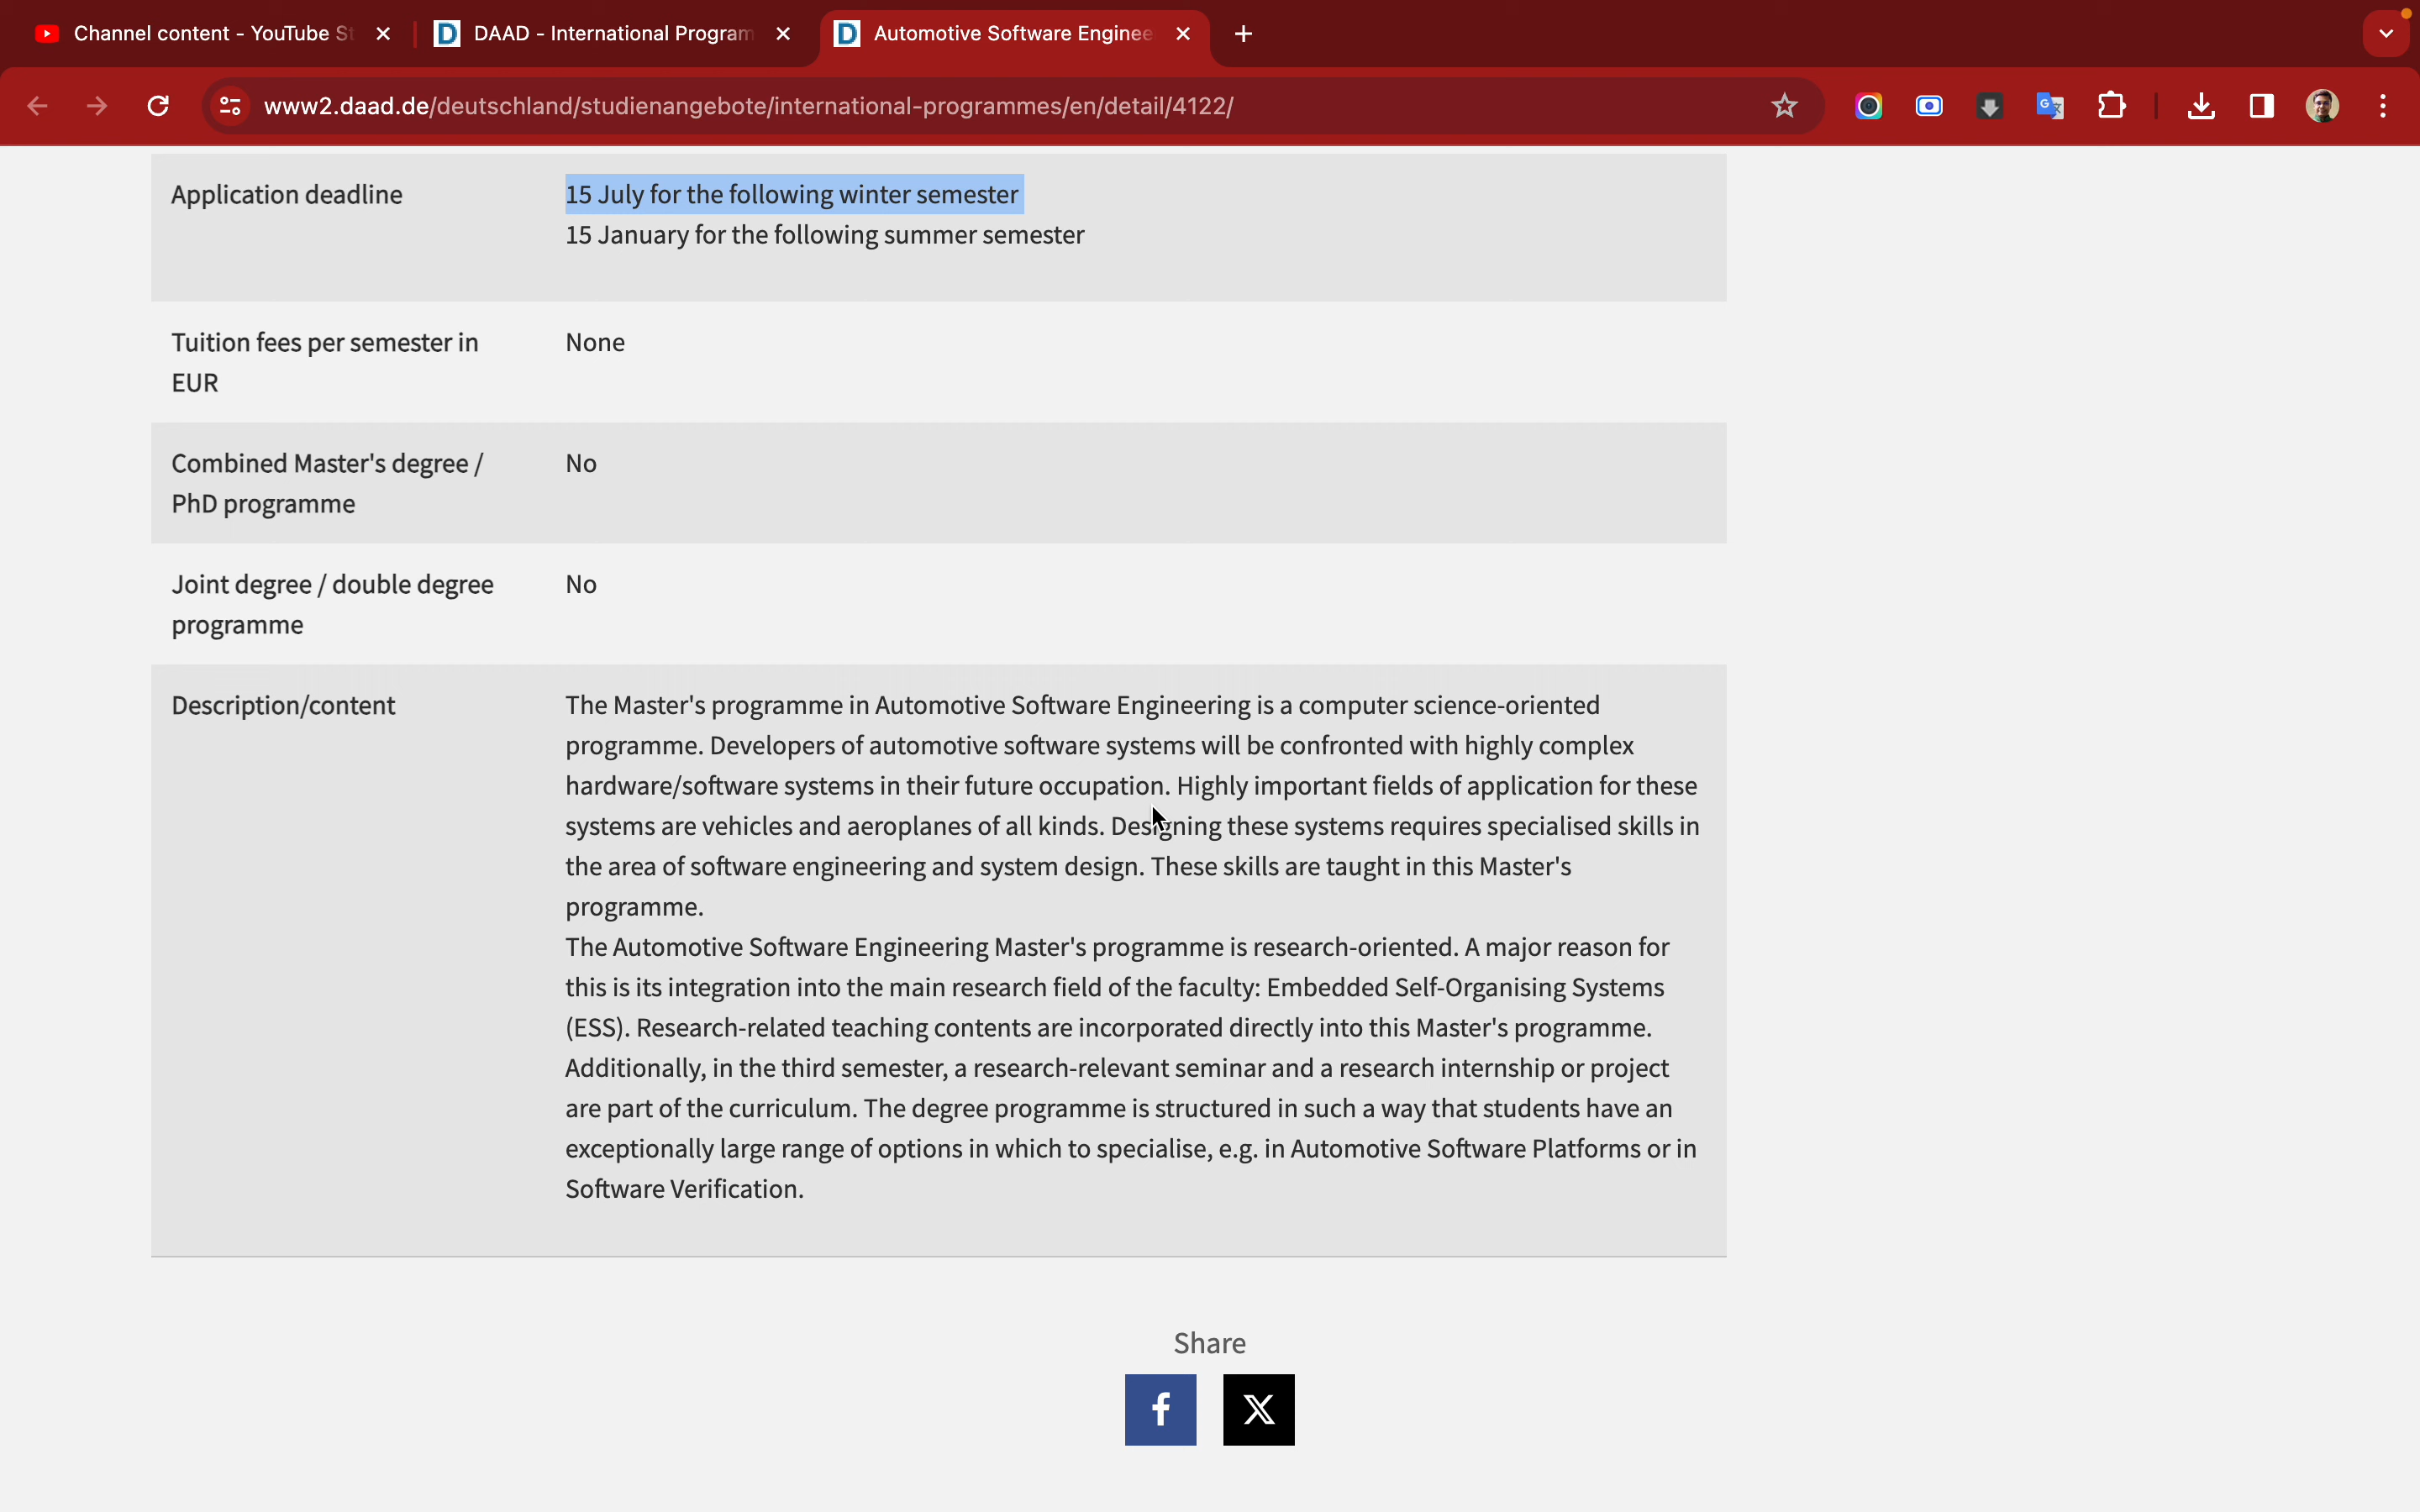 Channel content - YouTube St
DAAD - International Program
Automotive Software Enginee
www2.daad.de/deutschland/studienangebote/international-programmes/en/detail/4122/
Application deadline
15 July for the following winter semester
15 January for the following summer semester
Tuition fees per semester in
EUR
None
Combined Master's degree /
PhD programme
No
Joint degree / double degree
programme
No
Description/content
The Master's programme in Automotive Software Engineering is a computer science-oriented
programme. Developers of automotive software systems will be confronted with highly complex
hardware/software systems in their future occupation. Highly important fields of application for these
systems are vehicles and aeroplanes of all kinds. Designing these systems requires specialised skills in
the area of software engineering and system design. These skills are taught in this Master's
programme.
The Automotive Software Engineering Master's programme is research-oriented. A major reason for
this is its integration into the main research field of the faculty: Embedded Self-Organising Systems
(ESS). Research-related teaching contents are incorporated directly into this Master's programme.
Additionally, in the third semester, a research-relevant seminar and a research internship or project
are part of the curriculum. The degree programme is structured in such a way that students have an
exceptionally large range of options in which to specialise, e.g. in Automotive Software Platforms or in
Software Verification.
Share